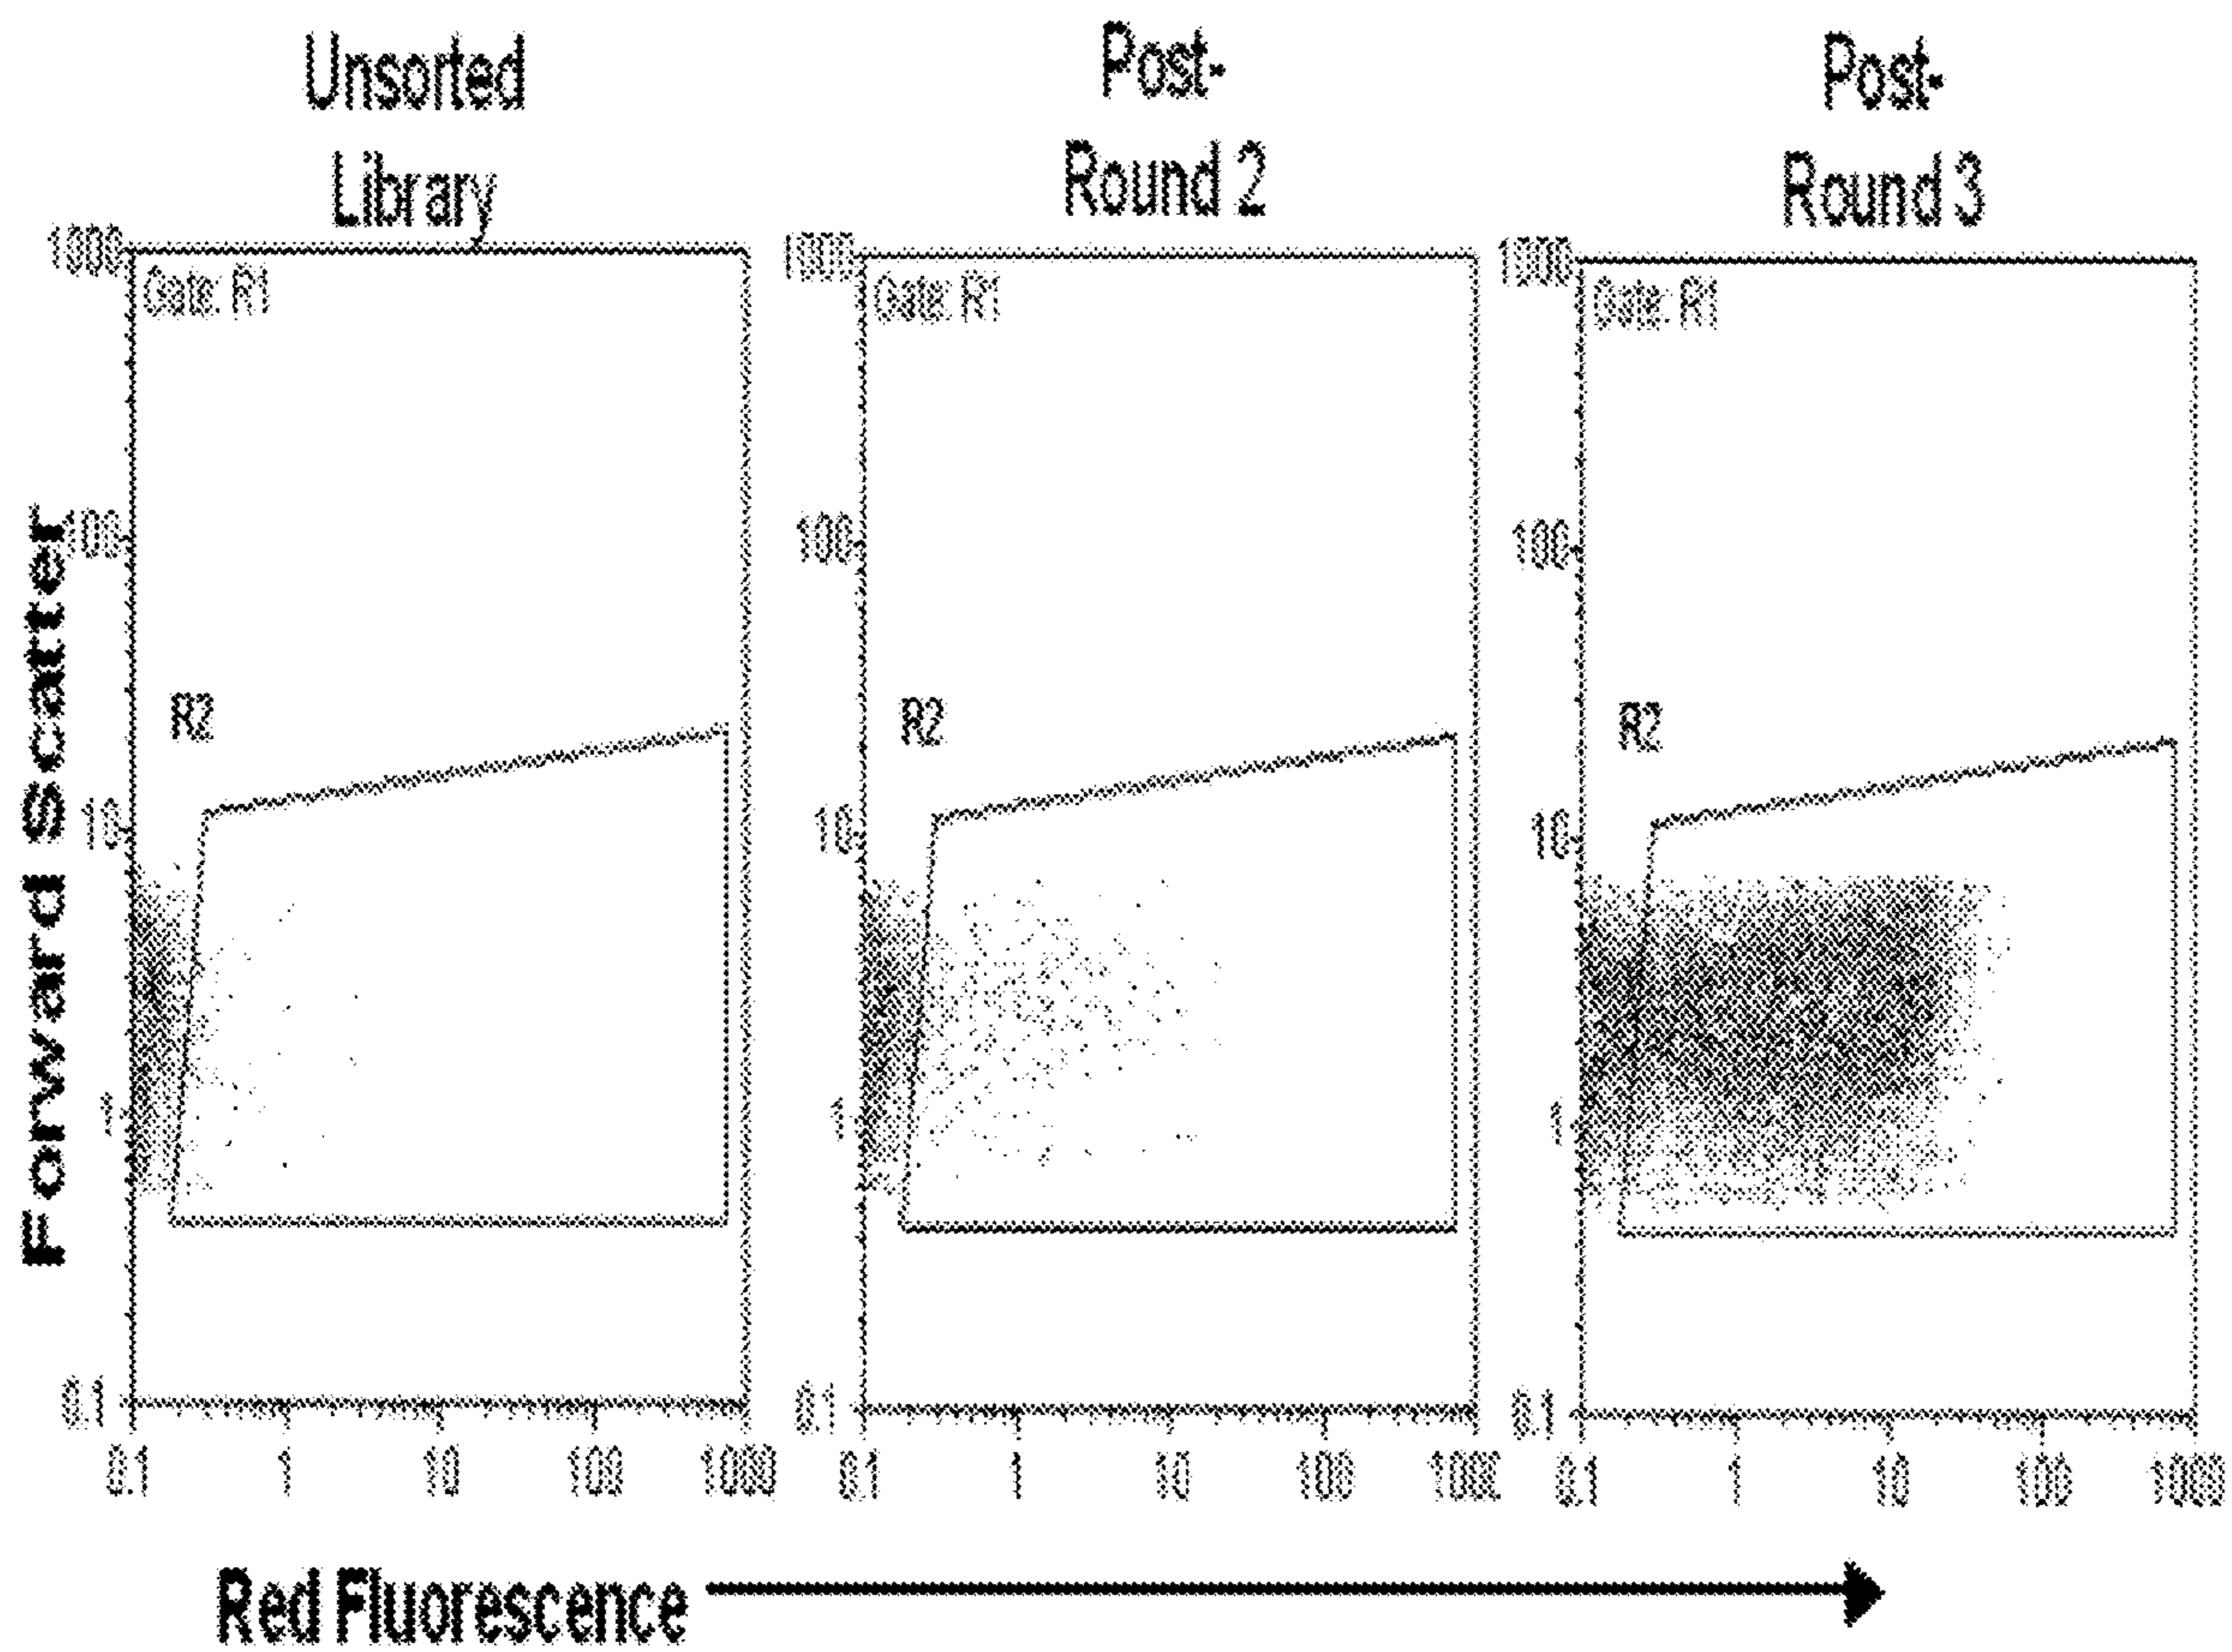 Unsorted
Library
Post-
Round 2
Post-
Round 3
1000
Gate: R1
R2
100
10
1
0.1
0.1 1 10 100 1000
1000
Gate: R1
R2
100
10
1
0.1
0.1 1 10 100 1000
1000
Gate: R1
R2
100
10
1
0.1
0.1 1 10 100 1000
Forward Scatter
Red Fluorescence